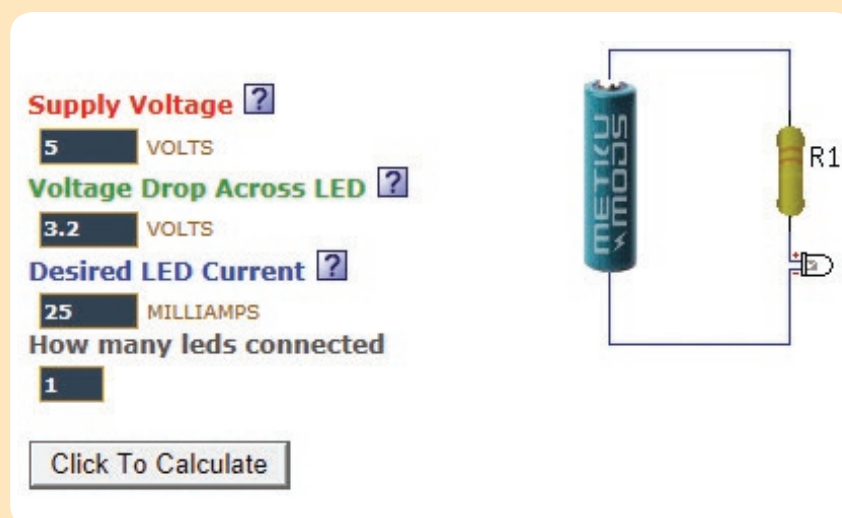 Supply Voltage ?
5 VOLTS
Voltage Drop Across LED ?
3.2 VOLTS
Desired LED Current ?
25 MILLIAMPS
How many leds connected
1
Click To Calculate
METKU
MODS
R1